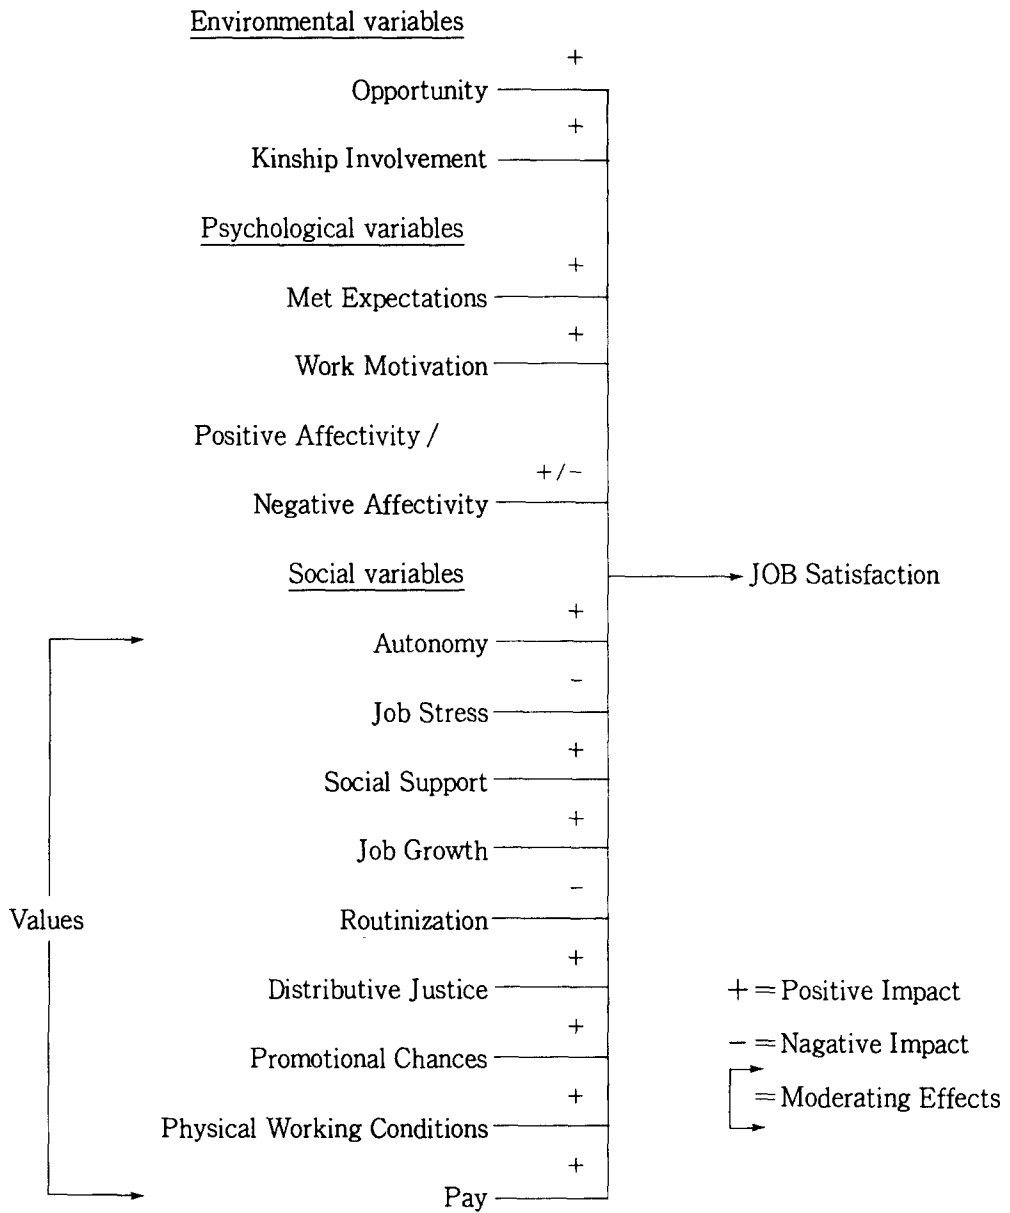 Environmental variables
+
Opportunity
+
Kinship Involvement
Psychological variables
+
Met Expectations
+
Work Motivation
Positive Affectivity /
+/-
Negative Affectivity
Social variables
JOB Satisfaction
+
Autonomy
-
Job Stress
+
Social Support
+
Job Growth
-
Values
Routinization
+
Distributive Justice
+ = Positive Impact
+
Promotional Chances
- = Nagative Impact
+
= Moderating Effects
Physical Working Conditions
+
Pay